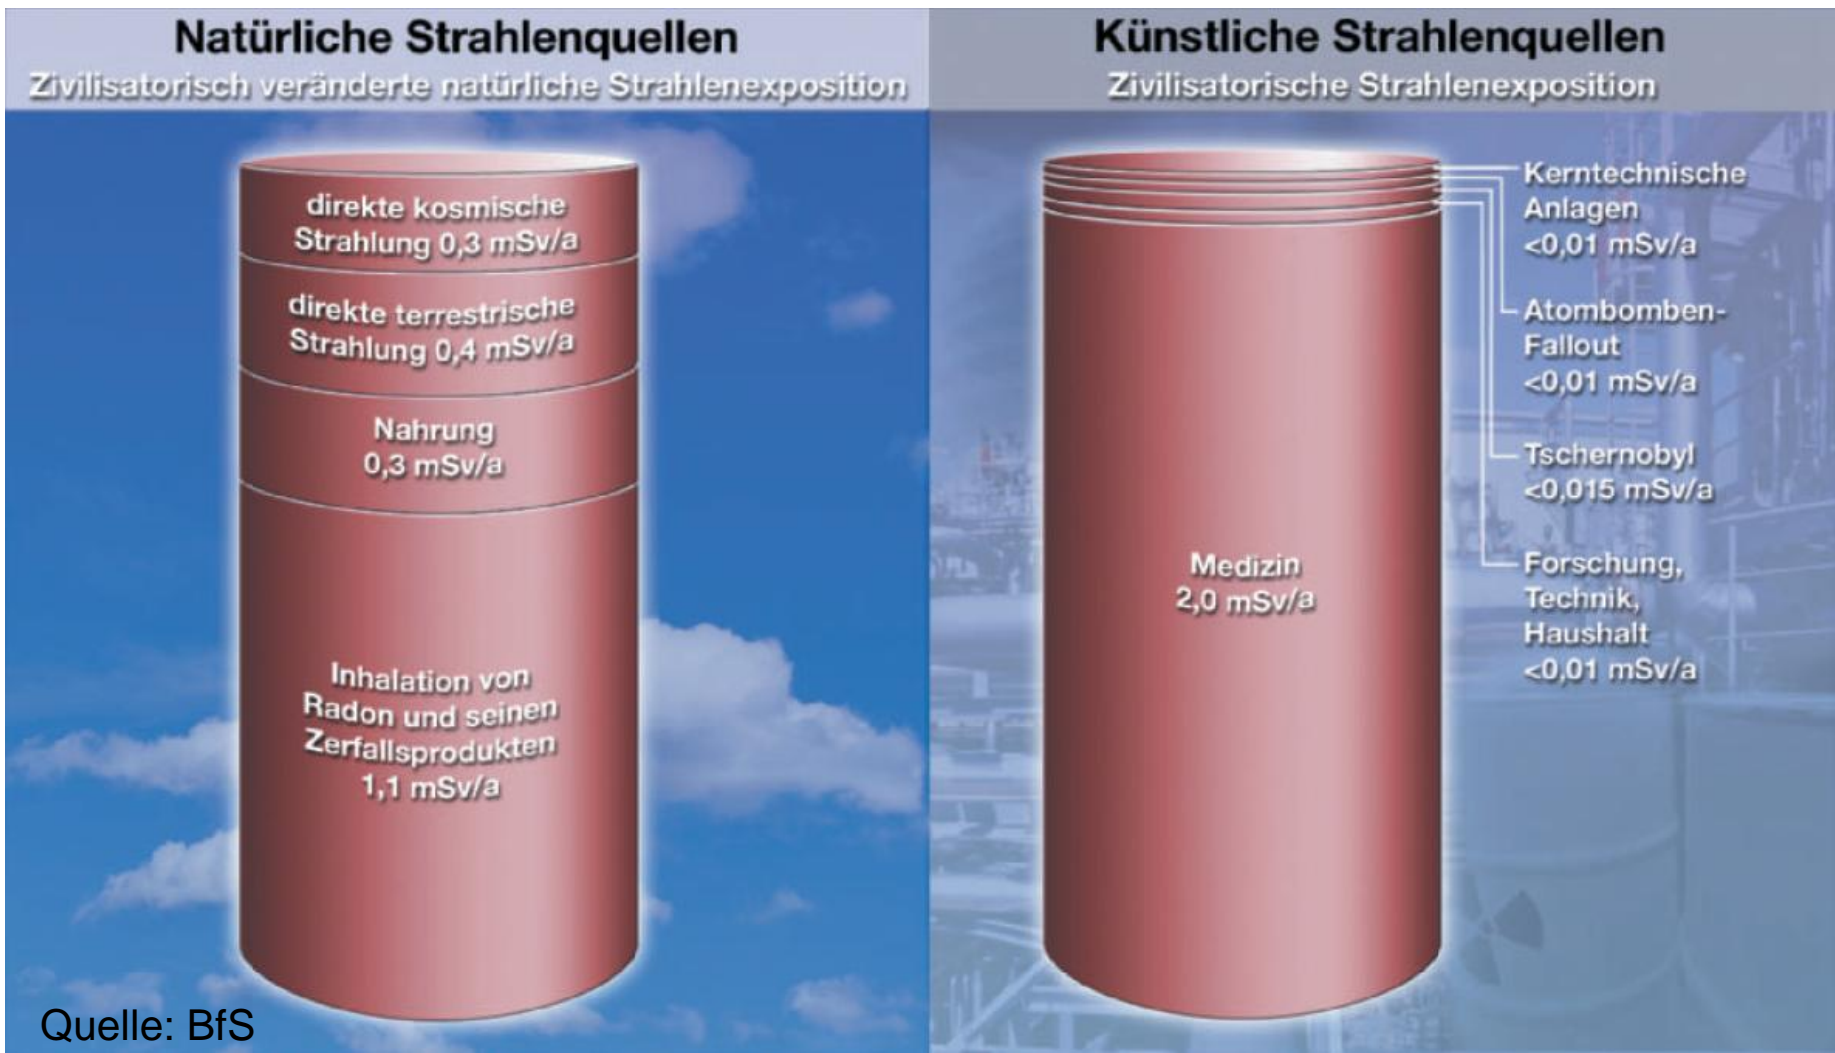 Natürliche Strahlenquellen
Zivilisatorisch veränderte natürliche Strahlenexposition
direkte kosmische
Strahlung 0,3 mSv/a
direkte terrestrische
Strahlung 0,4 mSv/a
Nahrung
0,3 mSv/a
Inhalation von
Radon und seinen
Zerfallsprodukten
1,1 mSv/a
Quelle: BfS
Künstliche Strahlenquellen
Zivilisatorische Strahlenexposition
Medizin
2,0 mSv/a
Kerntechnische
Anlagen
<0,01 mSv/a
Atombomben-
Fallout
<0,01 mSv/a
Tschernobyl
<0,015 mSv/a
Forschung,
Technik,
Haushalt
<0,01 mSv/a